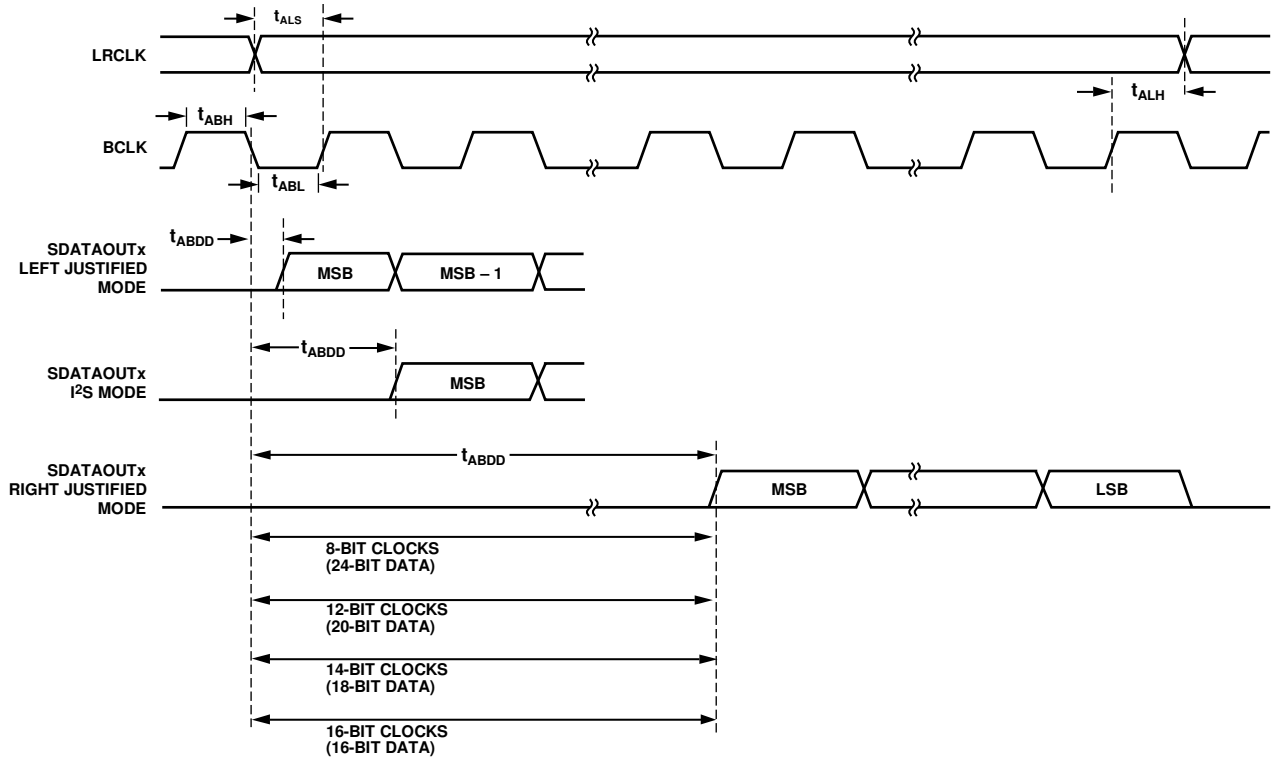 tALS
LRCLK
tALH
tABH
BCLK
tABL
tABDD
SDATAOUTx
LEFT JUSTIFIED
MODE
MSB
MSB – 1
tABDD
SDATAOUTx
I2S MODE
MSB
tABDD
SDATAOUTx
RIGHT JUSTIFIED
MODE
MSB
LSB
8-BIT CLOCKS
(24-BIT DATA)
12-BIT CLOCKS
(20-BIT DATA)
14-BIT CLOCKS
(18-BIT DATA)
16-BIT CLOCKS
(16-BIT DATA)